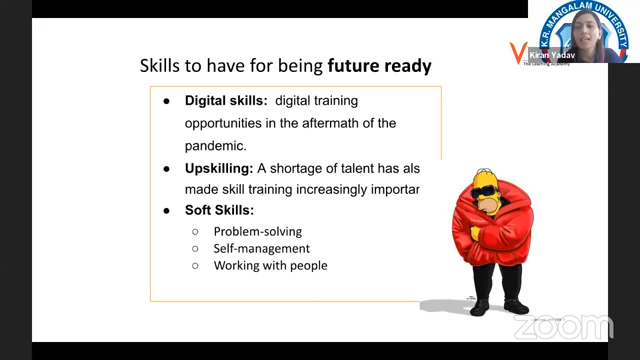 K.R. MANGALAM UNIVERSITY
Kiran Yadav
The Learning Academy
Skills to have for being future ready
● Digital skills: digital training
opportunities in the aftermath of the
pandemic.
● Upskilling: A shortage of talent has als
made skill training increasingly importar
● Soft Skills:
○ Problem-solving
○ Self-management
○ Working with people
zoom